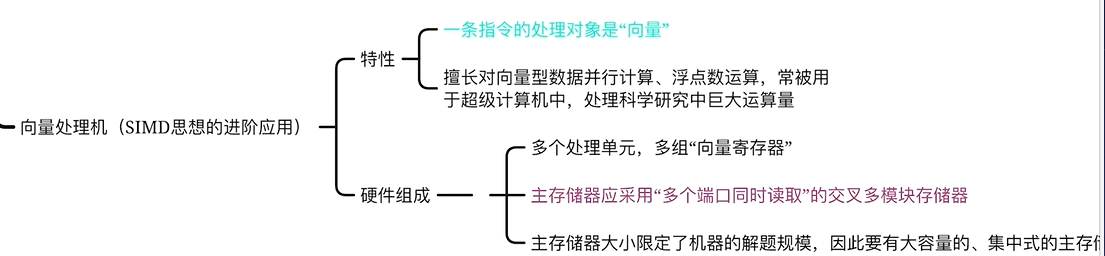 一条指令的处理对象是“向量”
特性
擅长对向量型数据并行计算、浮点数运算，常被用
于超级计算机中，处理科学研究中巨大运算量
向量处理机（SIMD思想的进阶应用）
多个处理单元，多组“向量寄存器”
硬件组成
主存储器应采用“多个端口同时读取”的交叉多模块存储器
主存储器大小限定了机器的解题规模，因此要有大容量的、集中式的主存